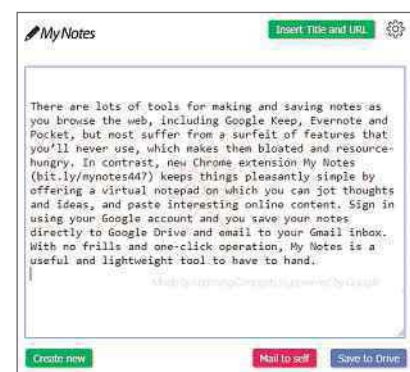 My Notes
Insert Title and URL
There are lots of tools for making and saving notes as
you browse the web, including Google Keep, Evernote and
Pocket, but most suffer from a surfeit of features that
you'll never use, which makes them bloated and resource-
hungry. In contrast, new Chrome extension My Notes
(bit.ly/mynotes447) keeps things pleasantly simple by
offering a virtual notepad on which you can jot thoughts
and ideas, and paste interesting online content. Sign in
using your Google account and you save your notes
directly to Google Drive and email to your Gmail inbox.
With no frills and one-click operation, My Notes is a
useful and lightweight tool to have to hand.
Create new
Mail to self
Save to Drive